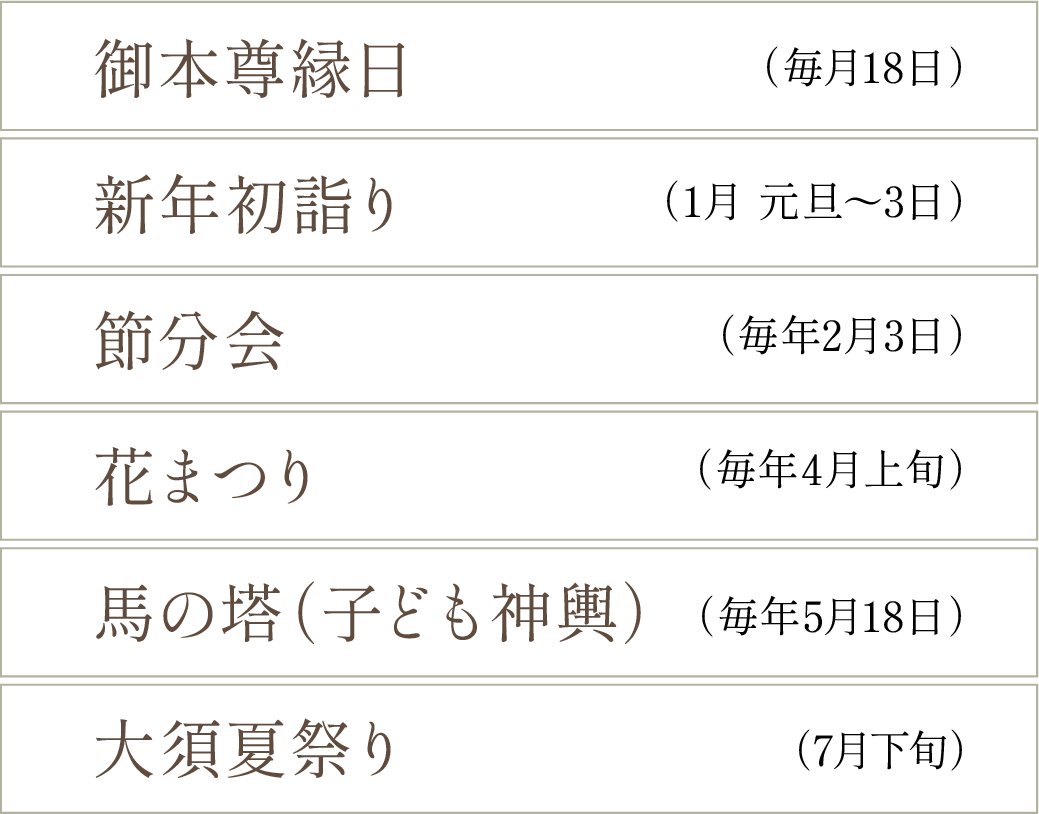 御本尊縁日 （毎月18日）
新年初詣り （1月 元旦〜3日）
節分会 （毎年2月3日）
花まつり （毎年4月上旬）
馬の塔（子ども神輿） （毎年5月18日）
大須夏祭り （7月下旬）